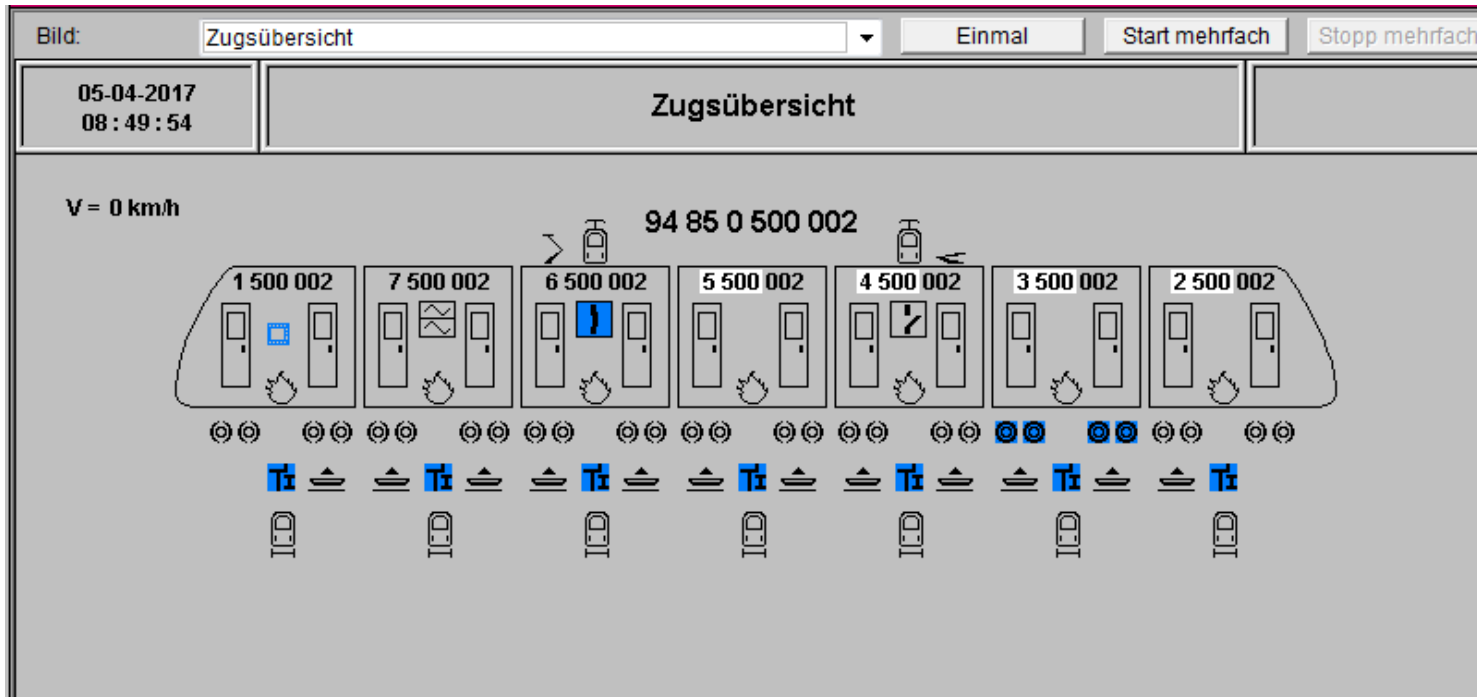 Bild: Zugsübersicht Einmal Start mehrfach Stopp mehrfach
05-04-2017
08 : 49 : 54
Zugsübersicht
V = 0 km/h
94 85 0 500 002
1 500 002 7 500 002 6 500 002 5 500 002 4 500 002 3 500 002 2 500 002